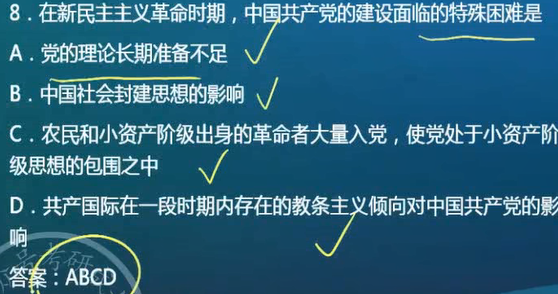 8．在新民主主义革命时期，中国共产党的建设面临的特殊困难是
A．党的理论长期准备不足
B．中国社会封建思想的影响
C．农民和小资产阶级出身的革命者大量入党，使党处于小资产阶
级思想的包围之中
D．共产国际在一段时期内存在的教条主义倾向对中国共产党的影
响
答案：ABCD